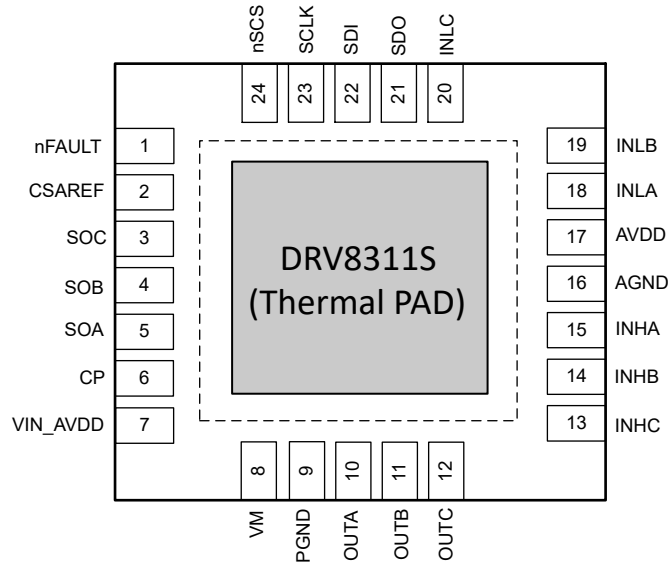 nSCS
SCLK
SDI
SDO
INLC
24
23
22
21
20
nFAULT 1
CSAREF 2
SOC 3
SOB 4
SOA 5
CP 6
VIN_AVDD 7
DRV8311S
(Thermal PAD)
19 INLB
18 INLA
17 AVDD
16 AGND
15 INHA
14 INHB
13 INHC
8
9
10
11
12
VM
PGND
OUTA
OUTB
OUTC